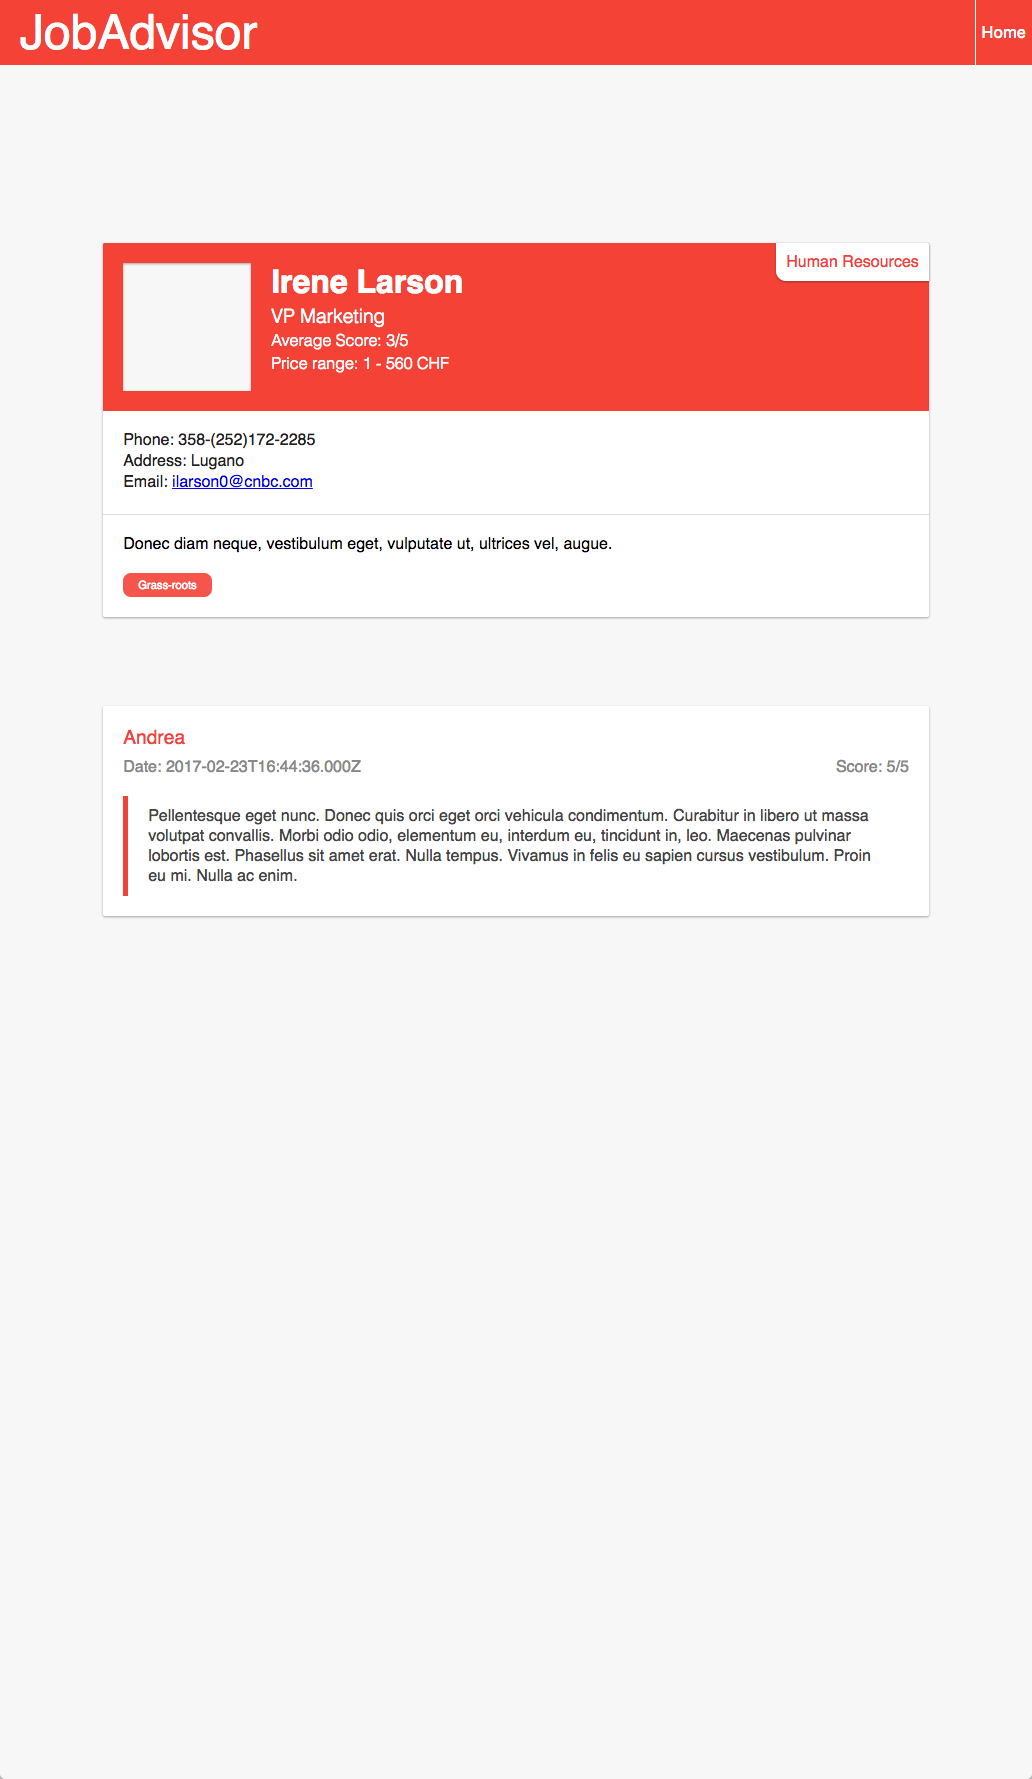 JobAdvisor
Home
Human Resources
Irene Larson
VP Marketing
Average Score: 3/5
Price range: 1 - 560 CHF
Phone: 358-(252)172-2285
Address: Lugano
Email: ilarson0@cnbc.com
Donec diam neque, vestibulum eget, vulputate ut, ultrices vel, augue.
Grass-roots
Andrea
Date: 2017-02-23T16:44:36.000Z
Score: 5/5
Pellentesque eget nunc. Donec quis orci eget orci vehicula condimentum. Curabitur in libero ut massa
volutpat convallis. Morbi odio odio, elementum eu, interdum eu, tincidunt in, leo. Maecenas pulvinar
lobortis est. Phasellus sit amet erat. Nulla tempus. Vivamus in felis eu sapien cursus vestibulum. Proin
eu mi. Nulla ac enim.